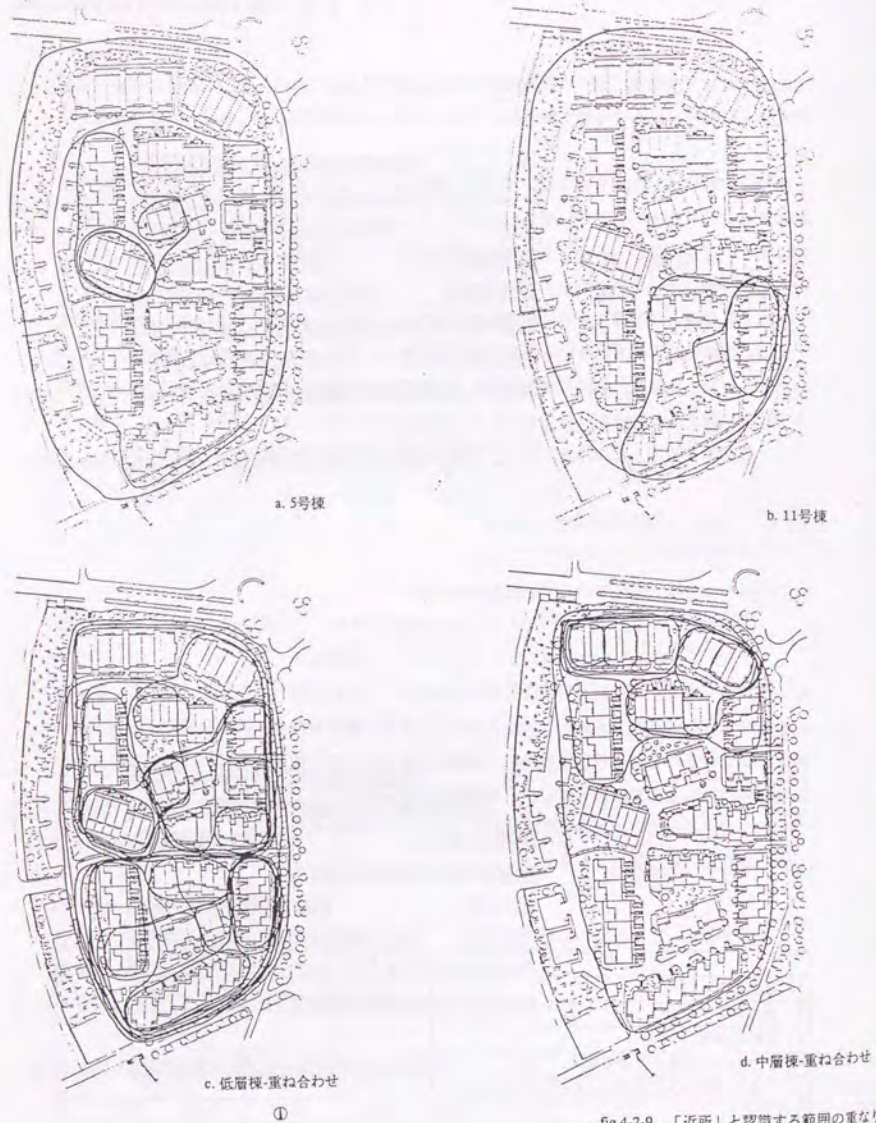 a. 5号棟
b. 11号棟
c. 低層棟-重ね合わせ
d. 中層棟-重ね合わせ
①
fig.4-2-9 「近所」と認識する範囲の重なり